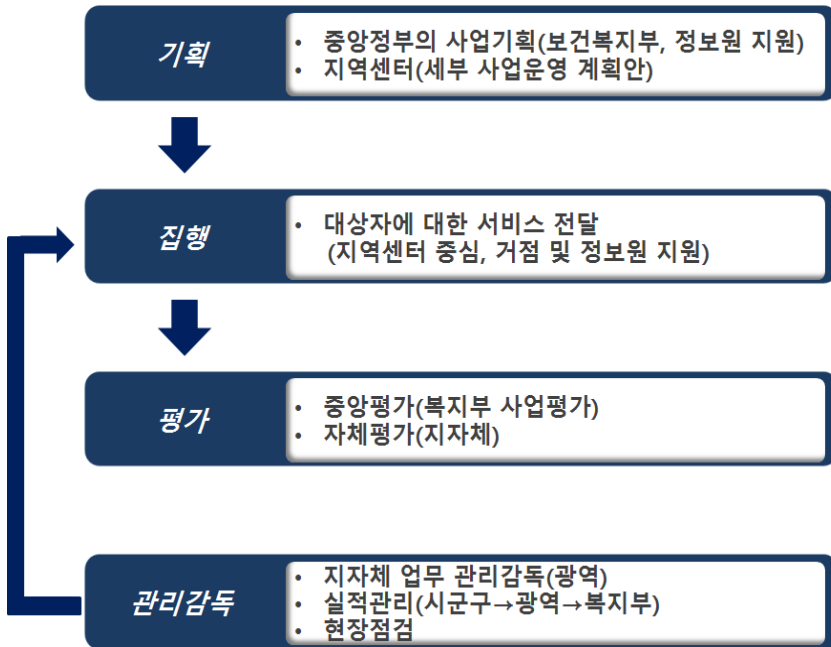 기획
• 중앙정부의 사업기획(보건복지부, 정보원 지원)
• 지역센터(세부 사업운영 계획안)
집행
• 대상자에 대한 서비스 전달
(지역센터 중심, 거점 및 정보원 지원)
평가
• 중앙평가(복지부 사업평가)
• 자체평가(지자체)
관리감독
• 지자체 업무 관리감독(광역)
• 실적관리(시군구→광역→복지부)
• 현장점검